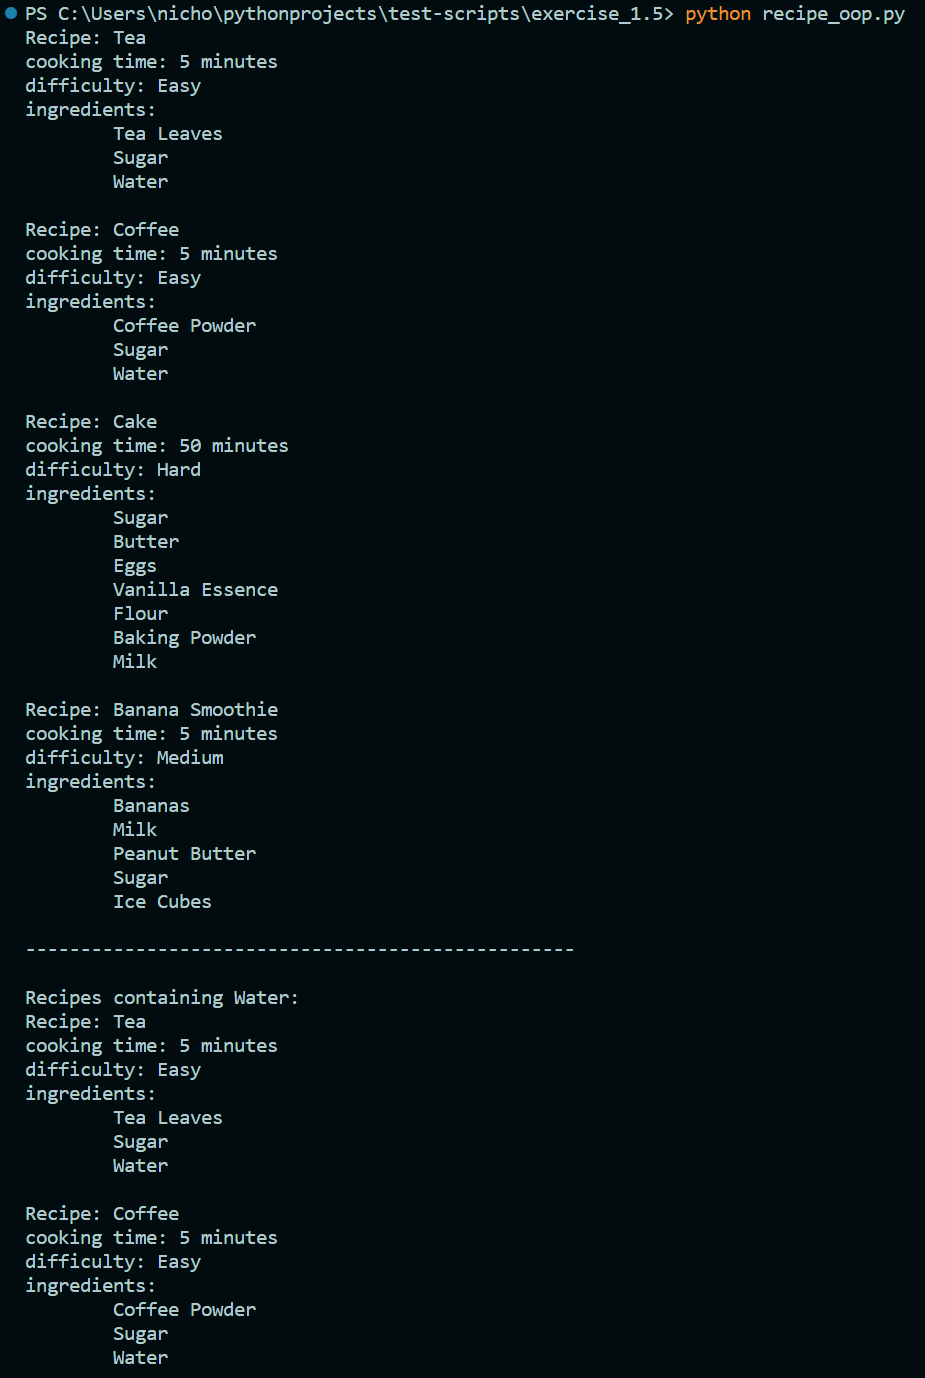 PS C:\Users\nicho\pythonprojects\test-scripts\exercise_1.5> python recipe_oop.py
Recipe: Tea
cooking time: 5 minutes
difficulty: Easy
ingredients:
        Tea Leaves
        Sugar
        Water

Recipe: Coffee
cooking time: 5 minutes
difficulty: Easy
ingredients:
        Coffee Powder
        Sugar
        Water

Recipe: Cake
cooking time: 50 minutes
difficulty: Hard
ingredients:
        Sugar
        Butter
        Eggs
        Vanilla Essence
        Flour
        Baking Powder
        Milk

Recipe: Banana Smoothie
cooking time: 5 minutes
difficulty: Medium
ingredients:
        Bananas
        Milk
        Peanut Butter
        Sugar
        Ice Cubes

--------------------------------------------------

Recipes containing Water:
Recipe: Tea
cooking time: 5 minutes
difficulty: Easy
ingredients:
        Tea Leaves
        Sugar
        Water

Recipe: Coffee
cooking time: 5 minutes
difficulty: Easy
ingredients:
        Coffee Powder
        Sugar
        Water